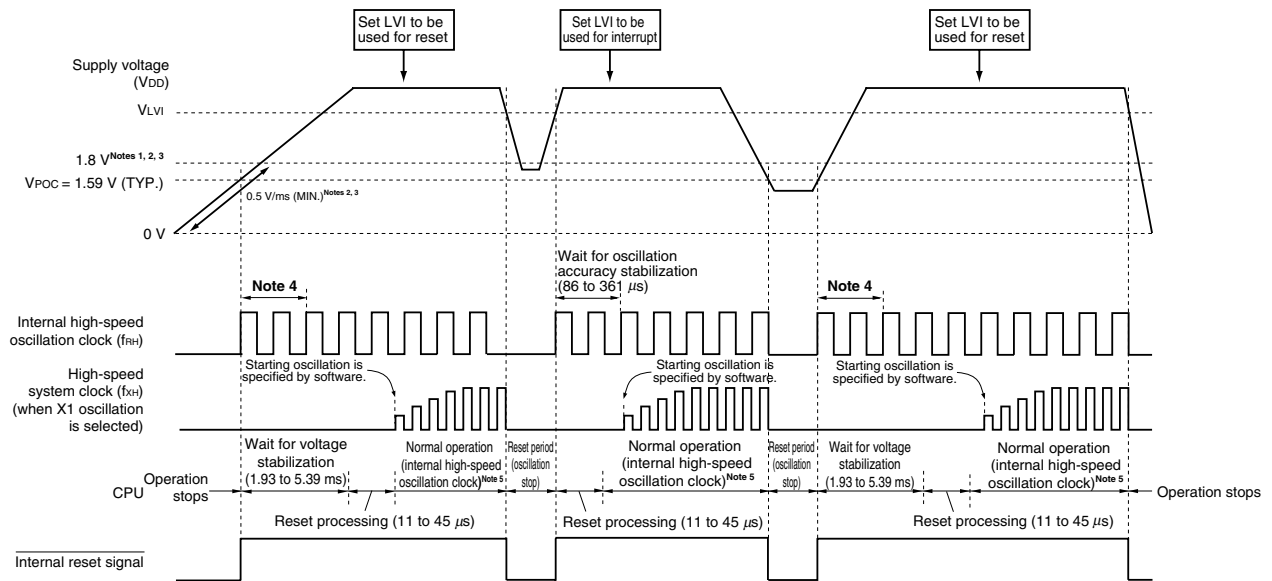 Set LVI to be
used for reset
Set LVI to be
used for interrupt
Set LVI to be
used for reset
Supply voltage
(VDD)
VLVI
1.8 V Notes 1, 2, 3
VPOC = 1.59 V (TYP.)
0.5 V/ms (MIN.) Notes 2, 3
0 V
Wait for oscillation
accuracy stabilization
(86 to 361 μs)
Note 4
Note 4
Internal high-speed
oscillation clock (fRH)
Starting oscillation is
specified by software.
Starting oscillation is
specified by software.
Starting oscillation is
specified by software.
High-speed
system clock (fXH)
(when X1 oscillation
is selected)
Wait for voltage
stabilization
(1.93 to 5.39 ms)
Normal operation
(internal high-speed
oscillation clock) Note 5
Reset period
(oscillation
stop)
Normal operation
(internal high-speed
oscillation clock) Note 5
Reset period
(oscillation
stop)
Wait for voltage
stabilization
(1.93 to 5.39 ms)
Normal operation
(internal high-speed
oscillation clock) Note 5
CPU
Operation
stops
Operation stops
Reset processing (11 to 45 μs)
Reset processing (11 to 45 μs)
Reset processing (11 to 45 μs)
Internal reset signal